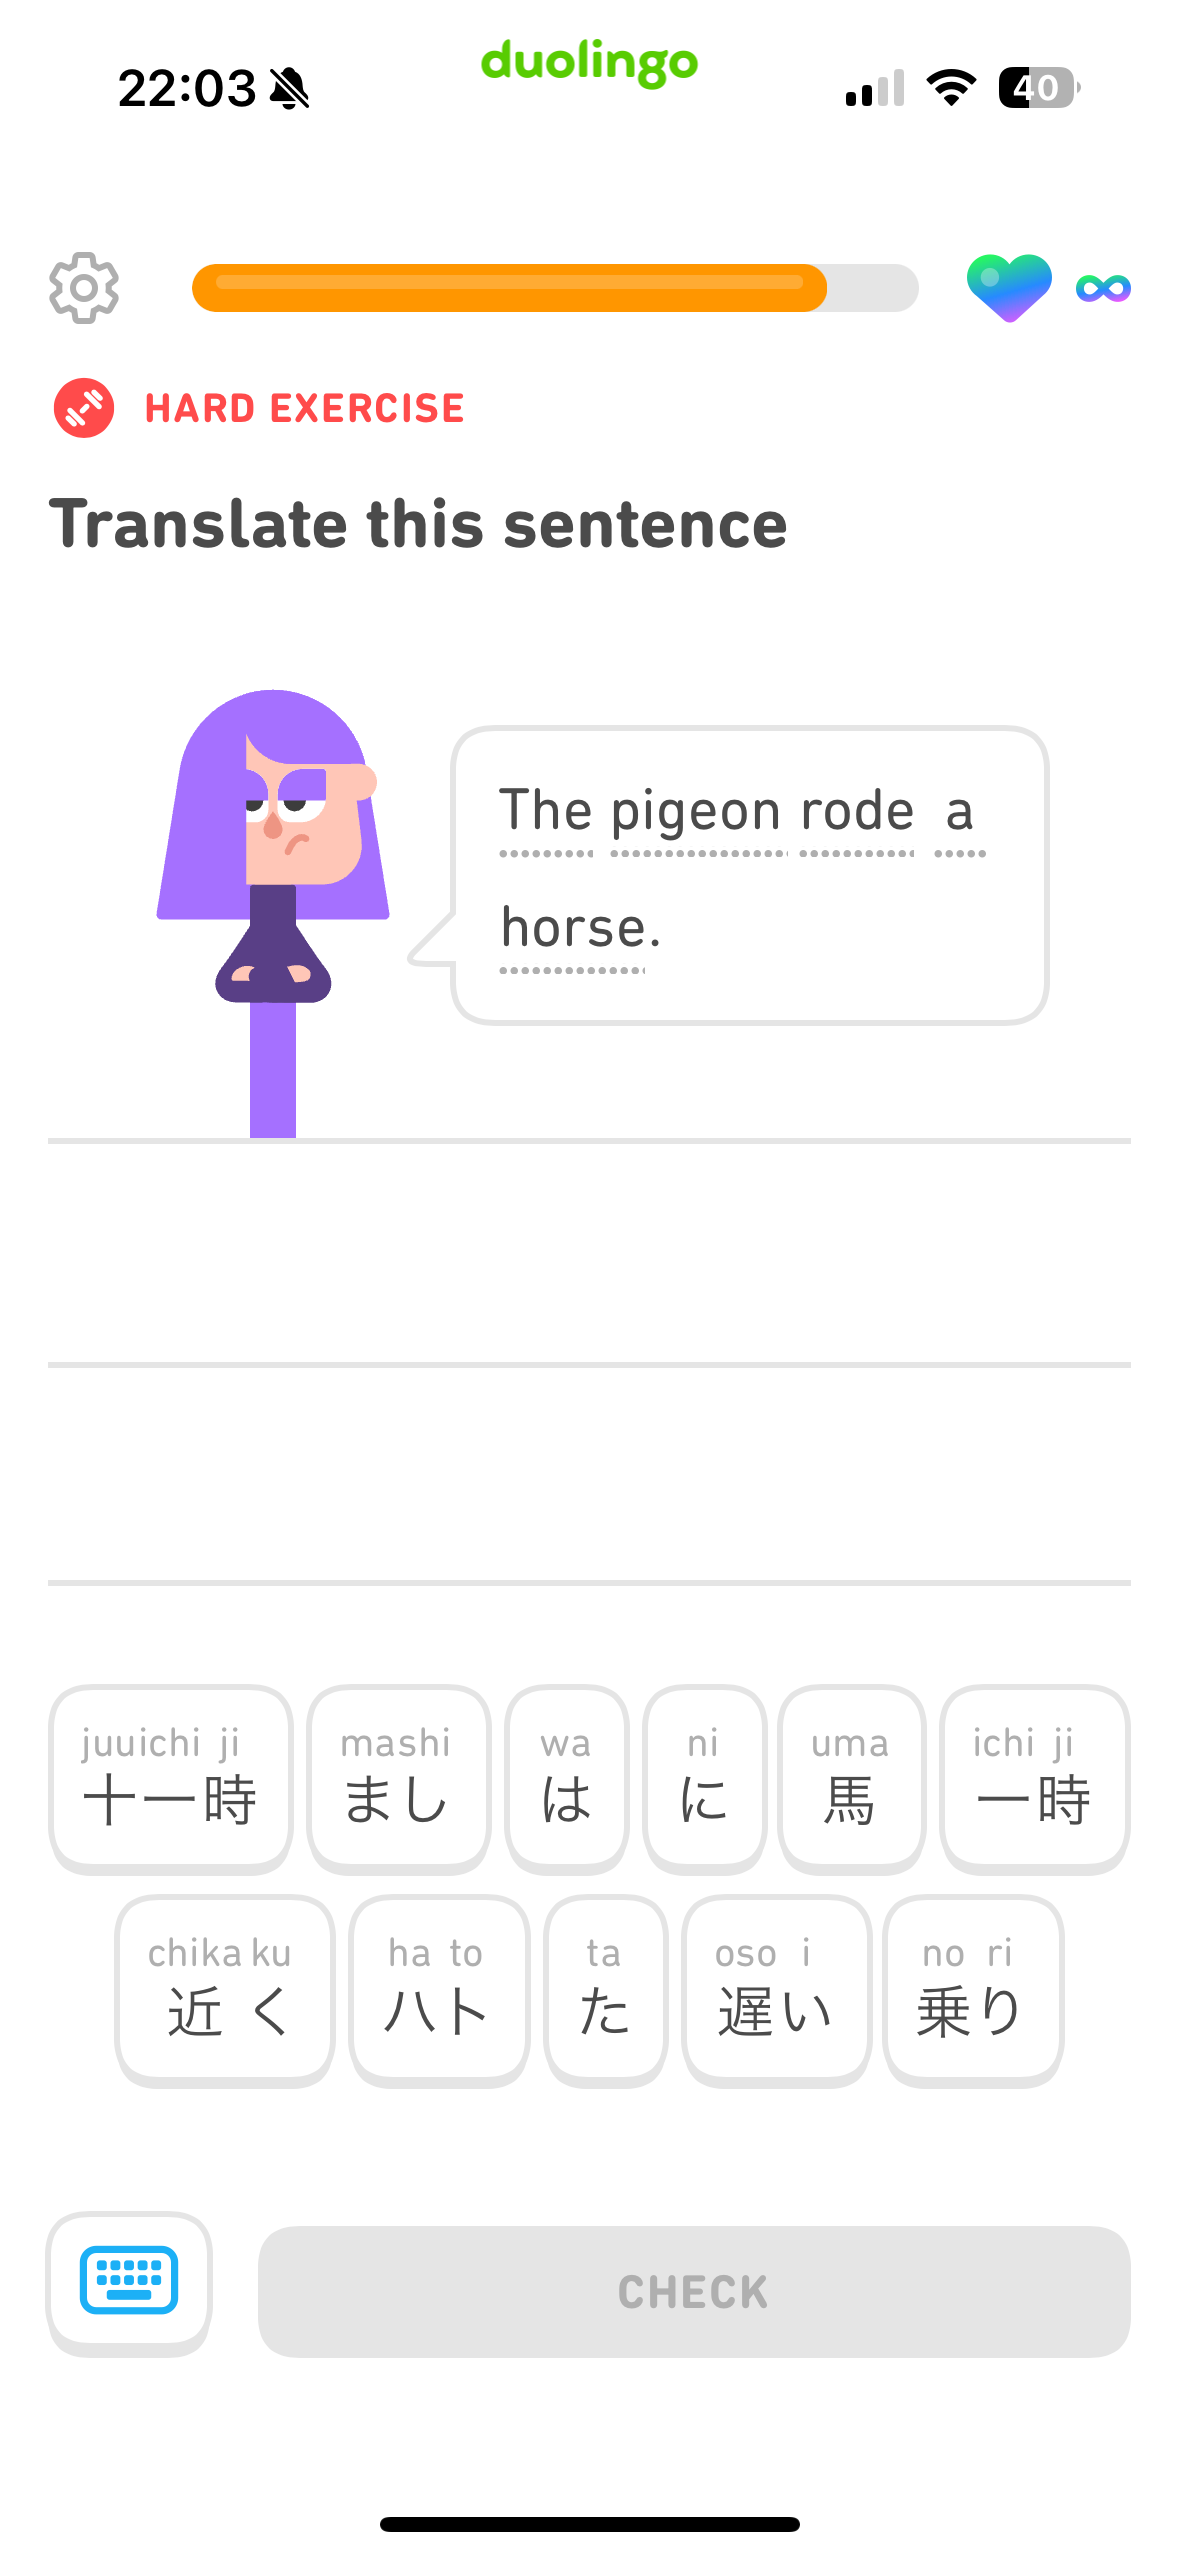 duolingo
22:03
40
HARD EXERCISE
Translate this sentence
The pigeon rode a
horse.
juuichi ji mashi wa ni uma ichi ji
十一時 まし は に 馬 一時
chika ku ha to ta oso i no ri
近く ハト た 遅い 乗り
CHECK